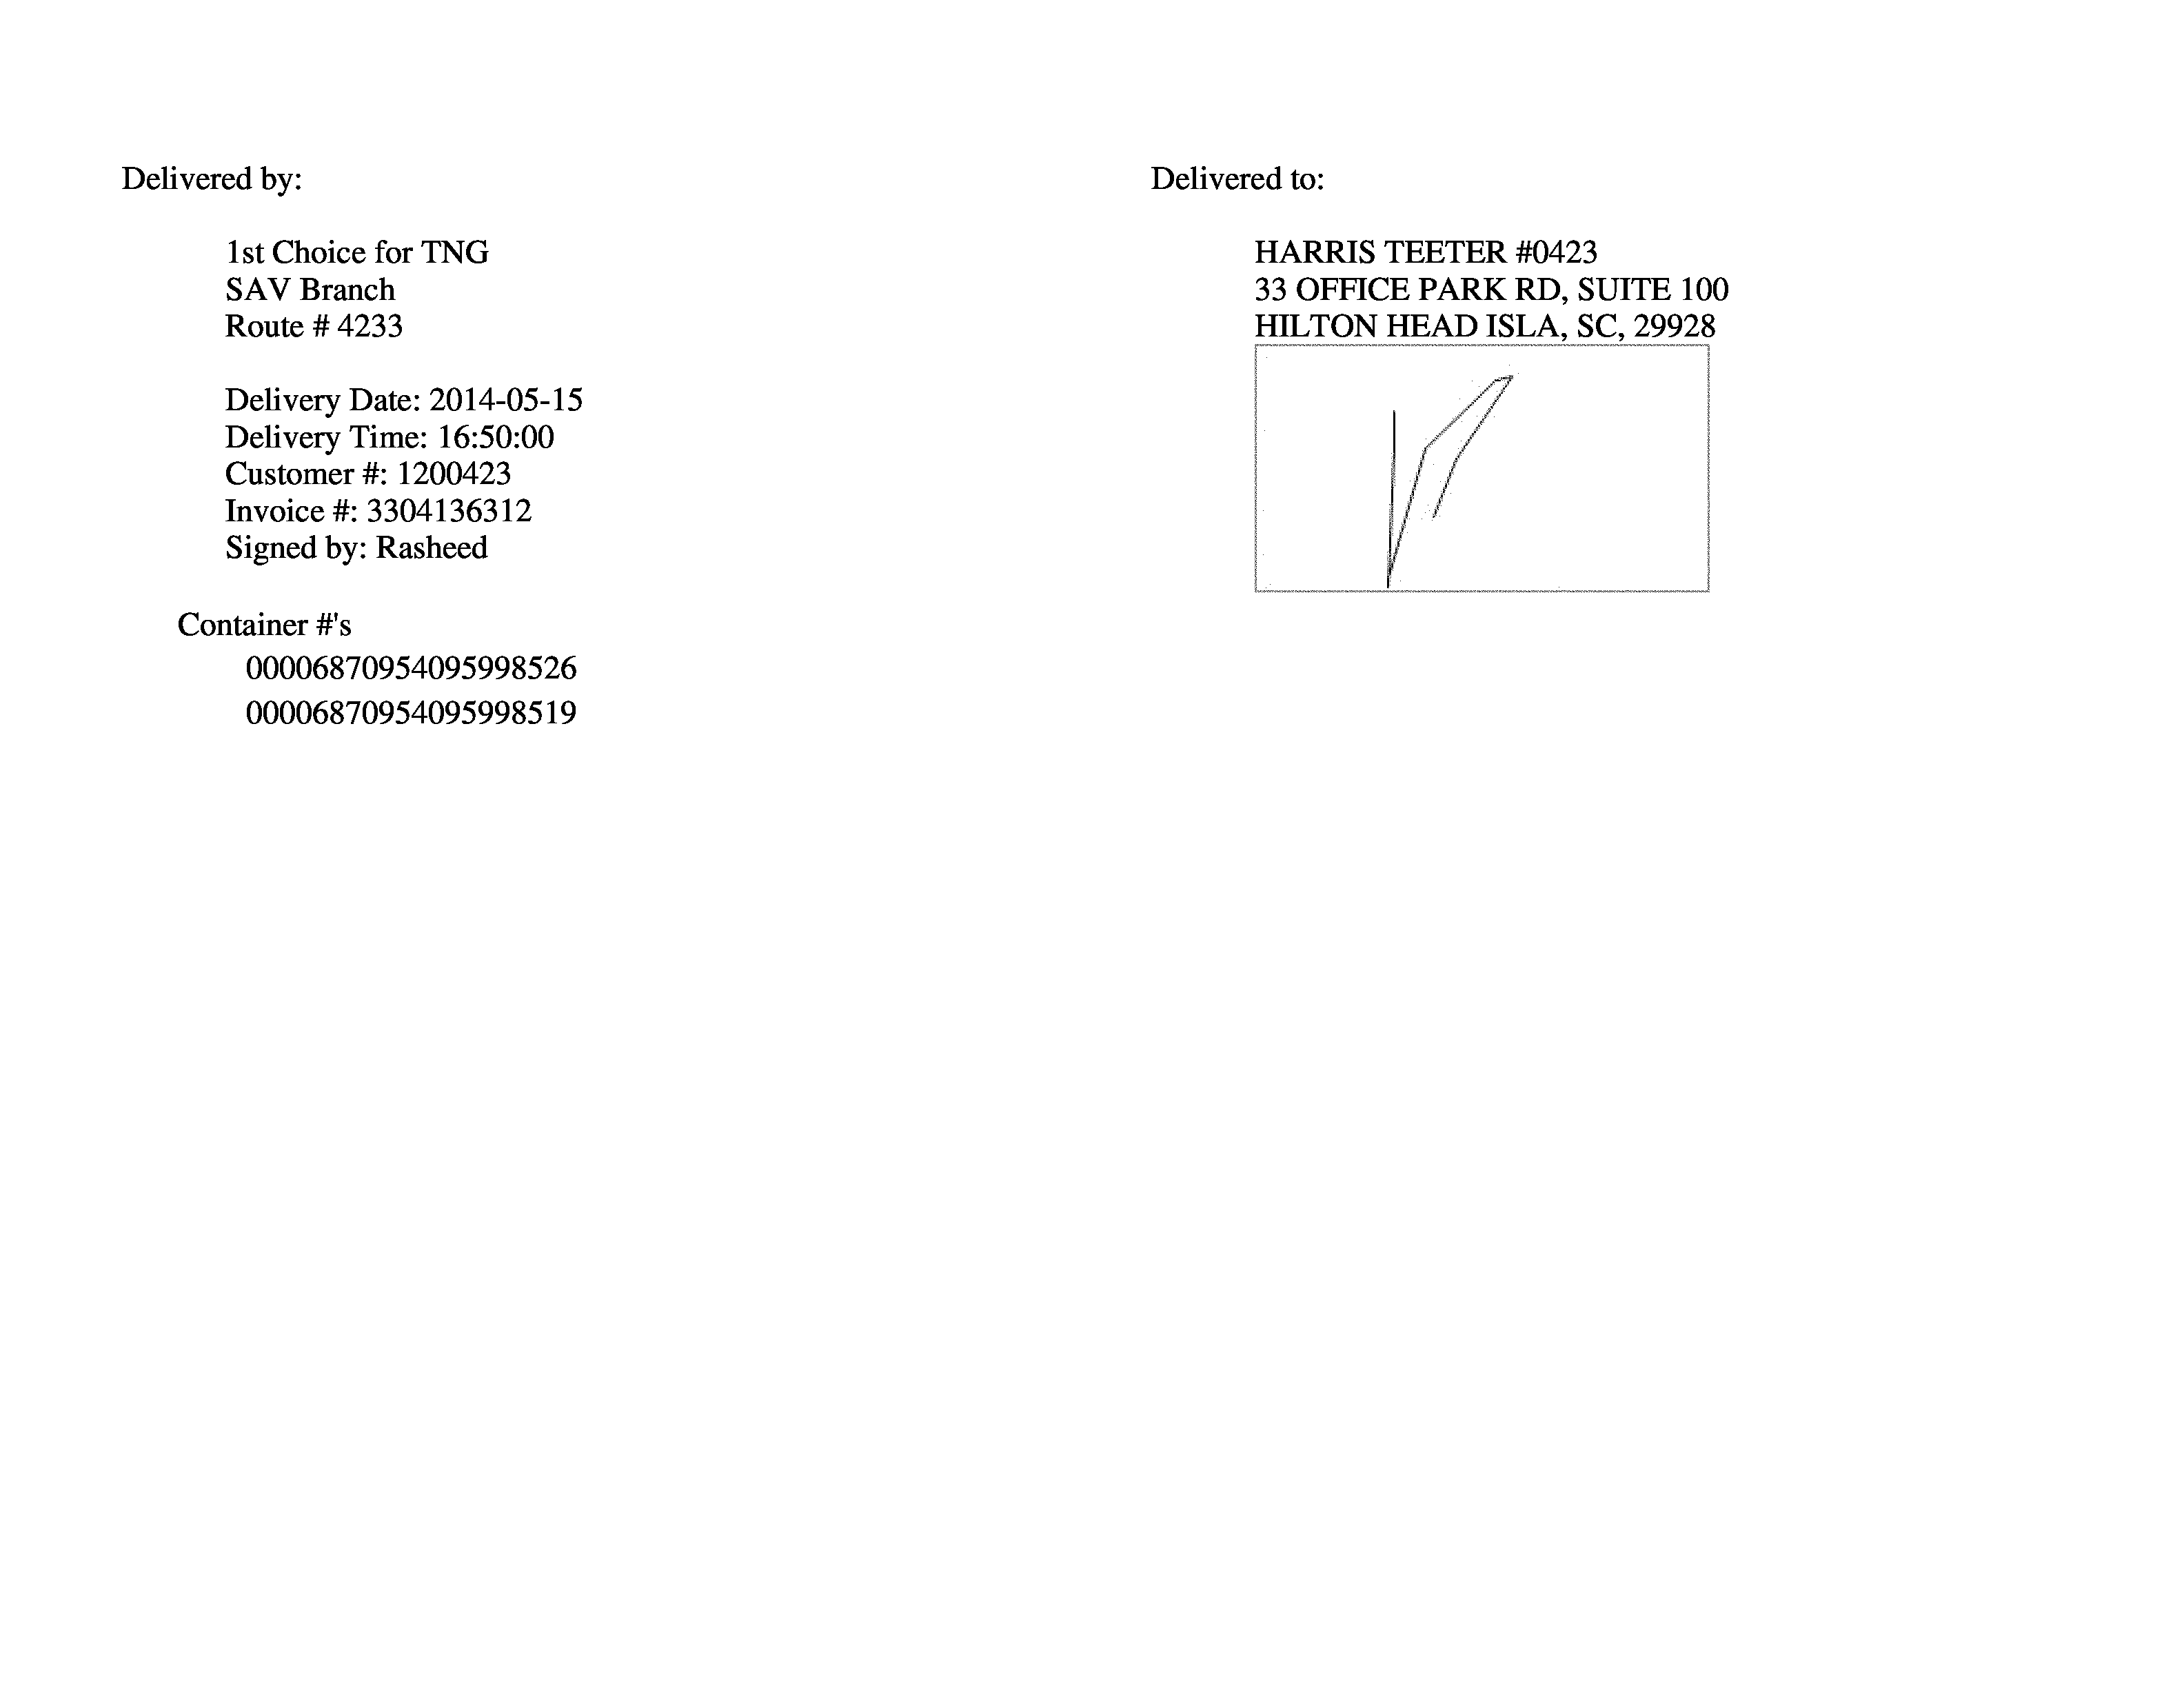 Delivered by:
1st Choice for TNG
SAV Branch
Route # 4233
Delivery Date: 2014-05-15
Delivery Time: 16:50:00
Customer #: 1200423
Invoice #: 3304136312
Signed by: Rasheed
Container #'s
00006870954095998526
00006870954095998519
Delivered to:
HARRIS TEETER #0423
33 OFFICE PARK RD, SUITE 100
HILTON HEAD ISLA, SC, 29928